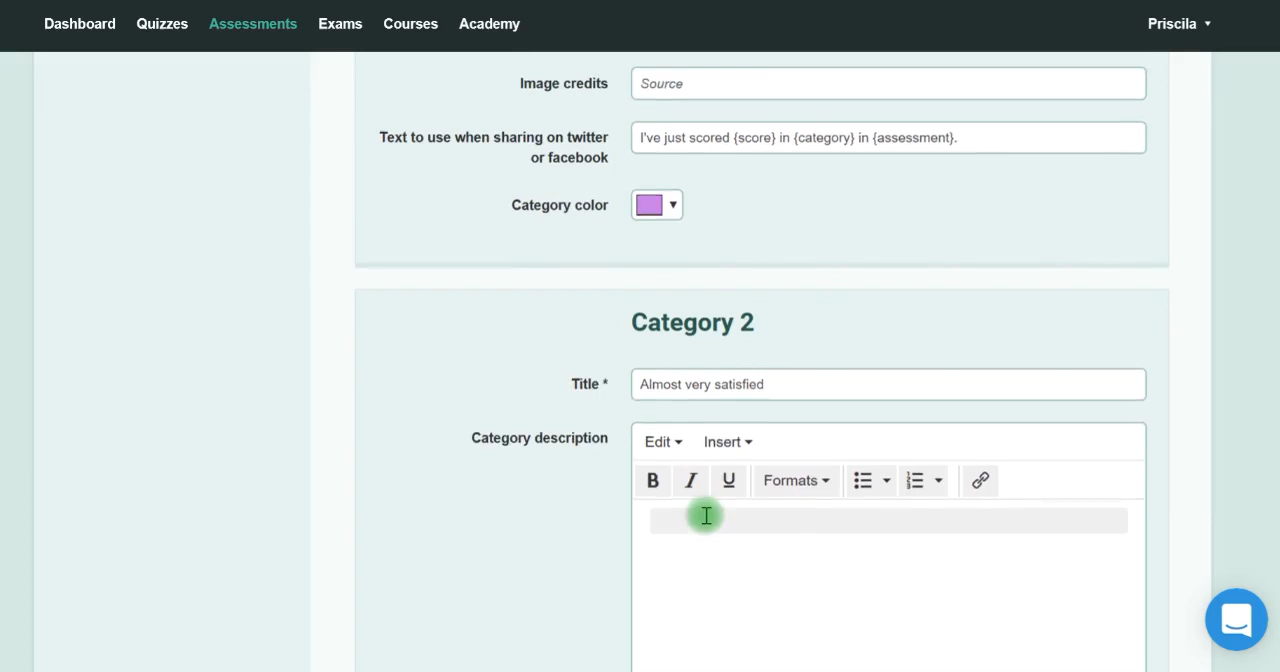 Dashboard Quizzes Assessments Exams Courses Academy Priscila
Image credits Source
Text to use when sharing on twitter
or facebook
I've just scored {score} in {category} in {assessment}.
Category color
Category 2
Title * Almost very satisfied
Category description
Edit Insert
B I U Formats